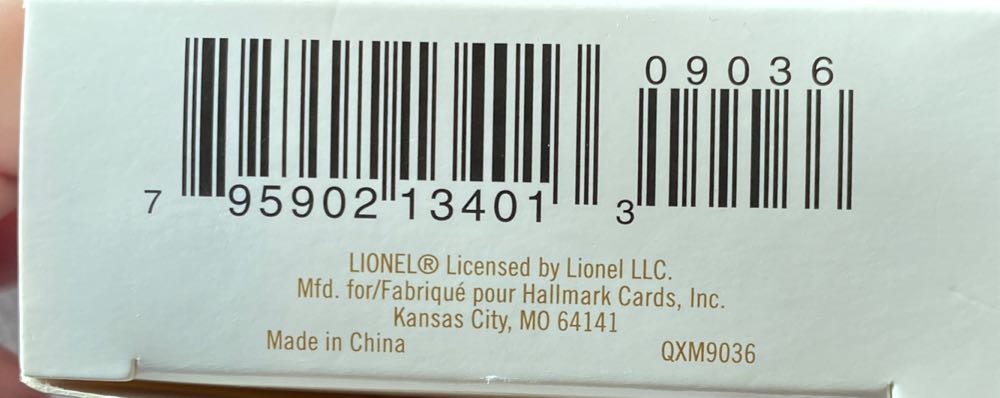 09036
7 95902 13401 3
LIONEL® Licensed by Lionel LLC.
Mfd. for/Fabriqué pour Hallmark Cards, Inc.
Kansas City, MO 64141
Made in China QXM9036